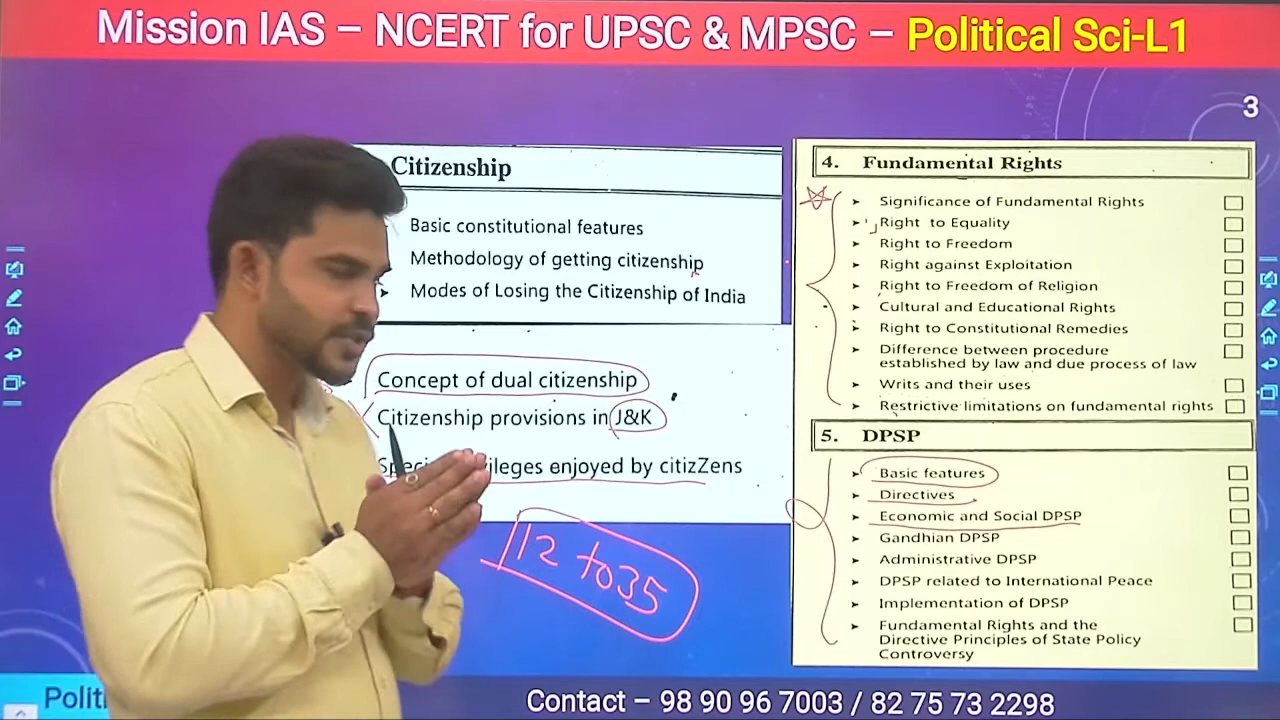 Mission IAS – NCERT for UPSC & MPSC – Political Sci-L1
3
Citizenship
Basic constitutional features
Methodology of getting citizenship
➤ Modes of Losing the Citizenship of India
Concept of dual citizenship
Citizenship provisions in J&K
enjoyed by citizZens
12 to 35
4. Fundamental Rights
➤ Significance of Fundamental Rights
➤ Right to Equality
➤ Right to Freedom
➤ Right against Exploitation
➤ Right to Freedom of Religion
➤ Cultural and Educational Rights
➤ Right to Constitutional Remedies
➤ Difference between procedure
established by law and due process of law
➤ Writs and their uses
➤ Restrictive limitations on fundamental rights
5. DPSP
➤ Basic features
➤ Directives
➤ Economic and Social DPSP
➤ Gandhian DPSP
➤ Administrative DPSP
➤ DPSP related to International Peace
➤ Implementation of DPSP
➤ Fundamental Rights and the
Directive Principles of State Policy
Controversy
Contact – 98 90 96 7003 / 82 75 73 2298